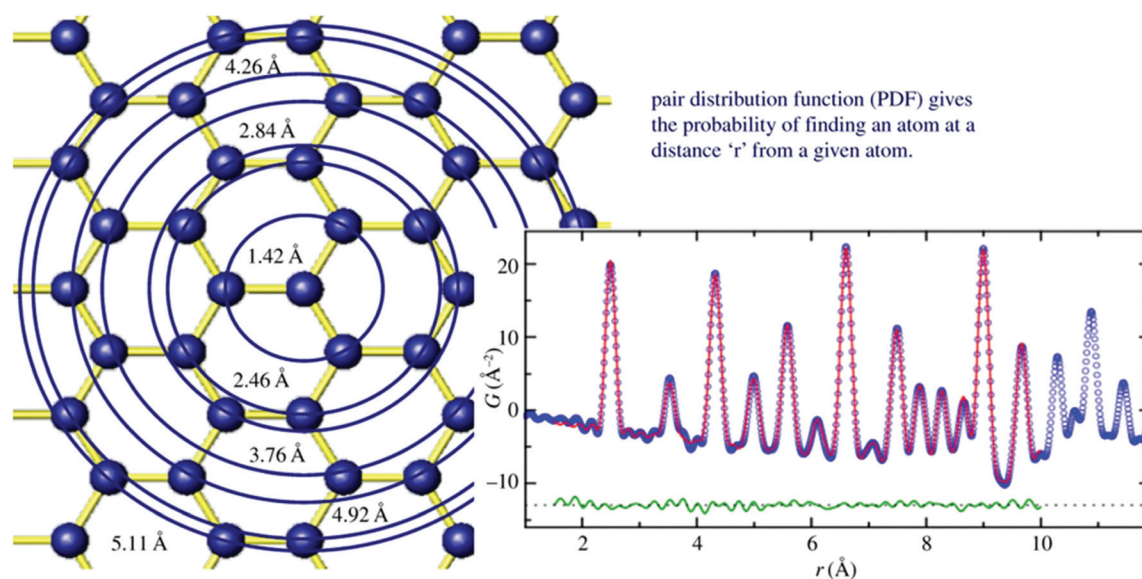 4.26 Å
2.84 Å
1.42 Å
2.46 Å
3.76 Å
4.92 Å
5.11 Å
pair distribution function (PDF) gives
the probability of finding an atom at a
distance ‘r’ from a given atom.
G (Å⁻²)
20
10
0
−10
2 4 6 8 10
r (Å)